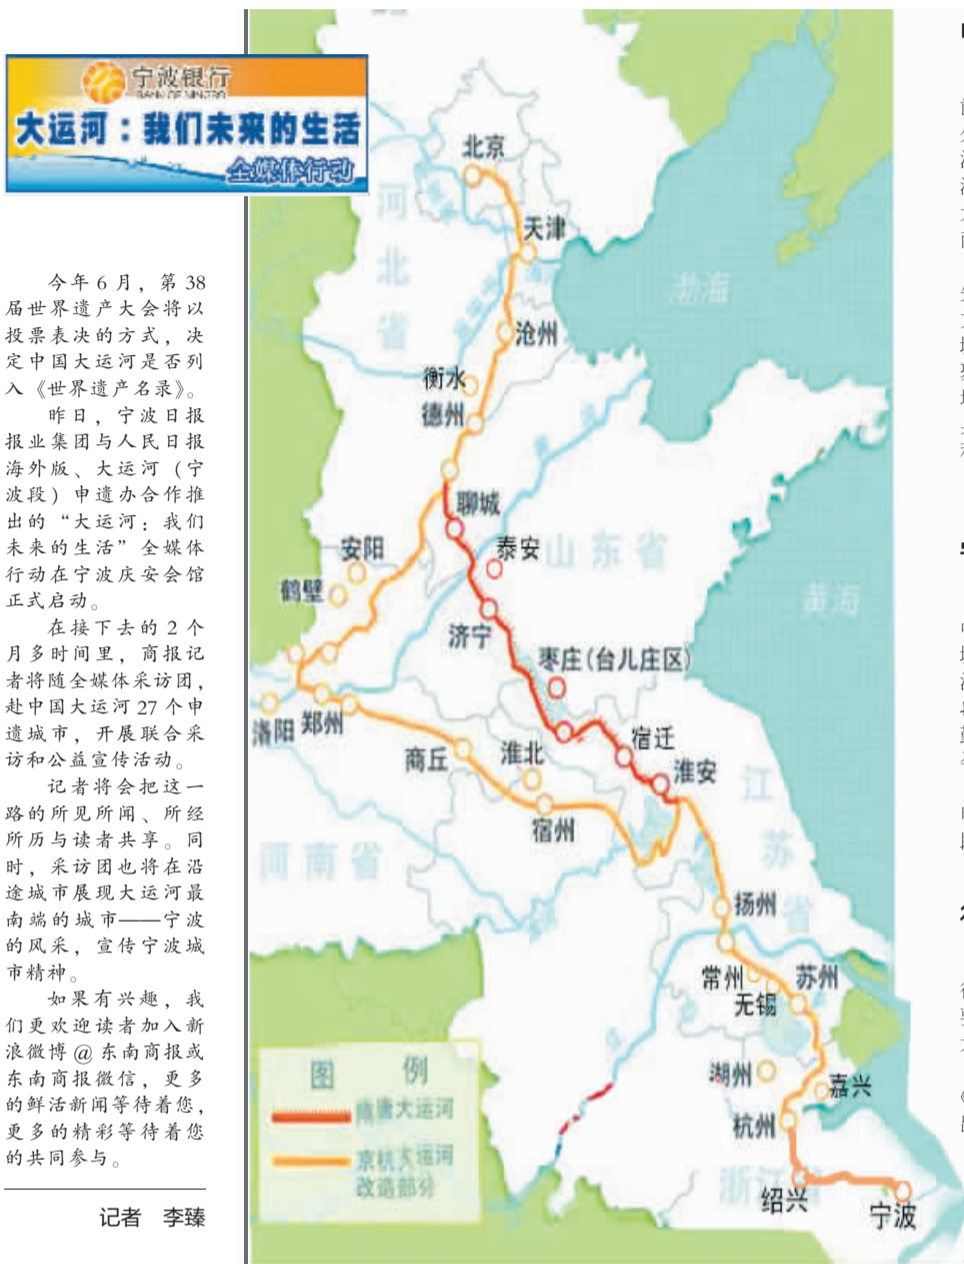 宁波银行
BANK OF NINGBO
大运河：我们未来的生活
全媒体行动
今年6月，第38
届世界遗产大会将以
投票表决的方式，决
定中国大运河是否列
入《世界遗产名录》。
昨日，宁波日报
报业集团与人民日报
海外版、大运河（宁
波段）申遗办合作推
出的“大运河：我们
未来的生活”全媒体
行动在宁波庆安会馆
正式启动。
在接下去的2个
月多时间里，商报记
者将随全媒体采访团，
赴中国大运河27个申
遗城市，开展联合采
访和公益宣传活动。
记者将会把这一
路的所见所闻、所经
所历与读者共享。同
时，采访团也将在沿
途城市展现大运河最
南端的城市——宁波
的风采，宣传宁波城
市精神。
如果有兴趣，我
们更欢迎读者加入新
浪微博@东南商报或
东南商报微信，更多
的鲜活新闻等待着您，
更多的精彩等待着您
的共同参与。
记者 李臻
北京
河北省
天津
渤海
沧州
衡水
德州
聊城
泰安
山东省
安阳
鹤壁
黄海
济宁
枣庄(台儿庄区)
洛阳
郑州
宿迁
商丘
淮北
淮安
江苏省
宿州
河南省
扬州
常州
苏州
无锡
湖州
嘉兴
杭州
浙江省
绍兴
宁波
图 例
隋唐大运河
京杭大运河
改造部分